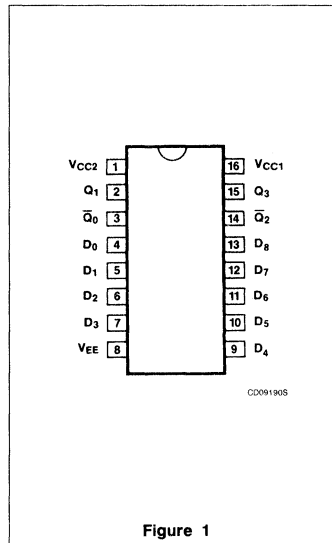 VCC2 1 16 VCC1
Q1 2 15 Q3
Q̅0 3 14 Q̅2
D0 4 13 D8
D1 5 12 D7
D2 6 11 D6
D3 7 10 D5
VEE 8 9 D4
CD09190S
Figure 1